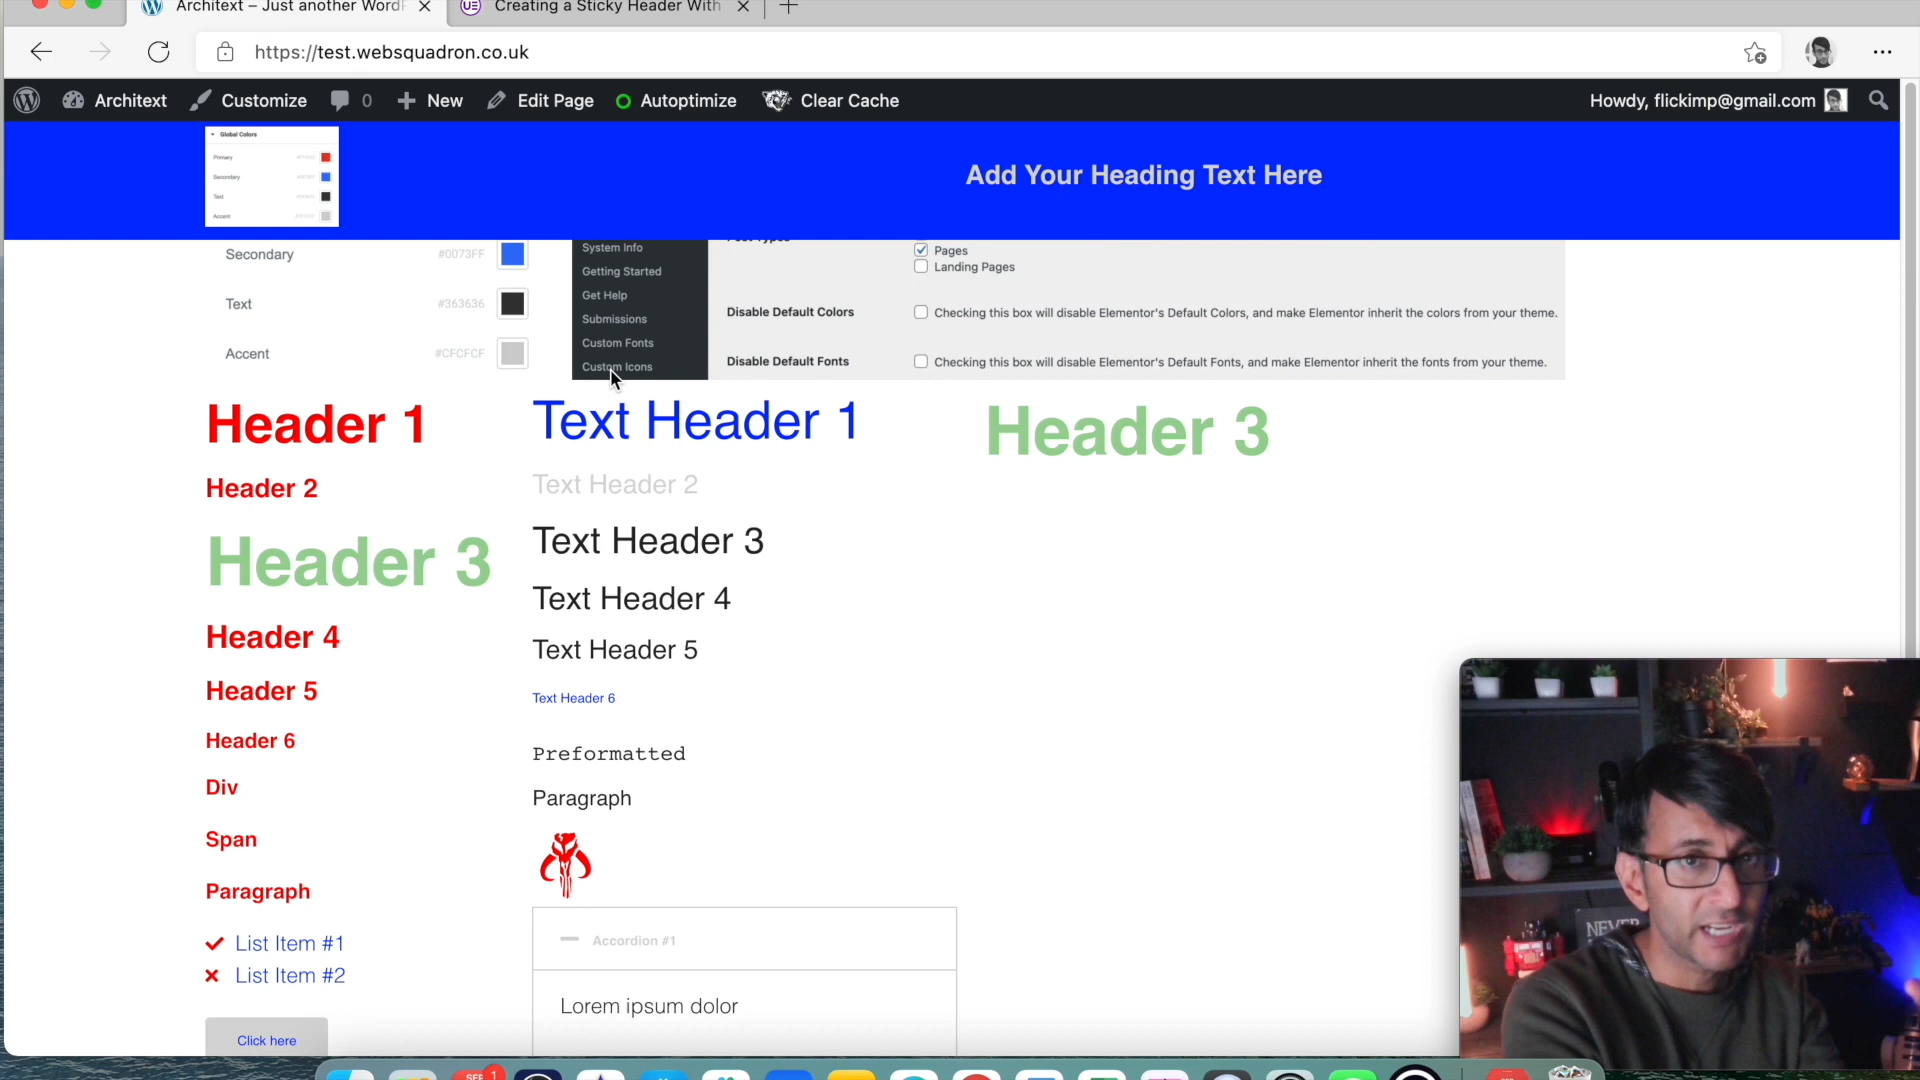 Architext – Just another WordP
Creating a Sticky Header With
https://test.websquadron.co.uk
Architext
Customize
0
New
Edit Page
Autoptimize
Clear Cache
Howdy, flickimp@gmail.com
Global Colors
Primary
Secondary
Text
Accent
Add Your Heading Text Here
Secondary
#0073FF
Text
#363636
Accent
#CFCFCF
System Info
Getting Started
Get Help
Submissions
Custom Fonts
Custom Icons
Pages
Landing Pages
Disable Default Colors
Checking this box will disable Elementor's Default Colors, and make Elementor inherit the colors from your theme.
Disable Default Fonts
Checking this box will disable Elementor's Default Fonts, and make Elementor inherit the fonts from your theme.
Header 1
Header 2
Header 3
Header 4
Header 5
Header 6
Div
Span
Paragraph
List Item #1
List Item #2
Click here
Text Header 1
Text Header 2
Text Header 3
Text Header 4
Text Header 5
Text Header 6
Preformatted
Paragraph
Accordion #1
Lorem ipsum dolor
Header 3
NEVER
SEP
1